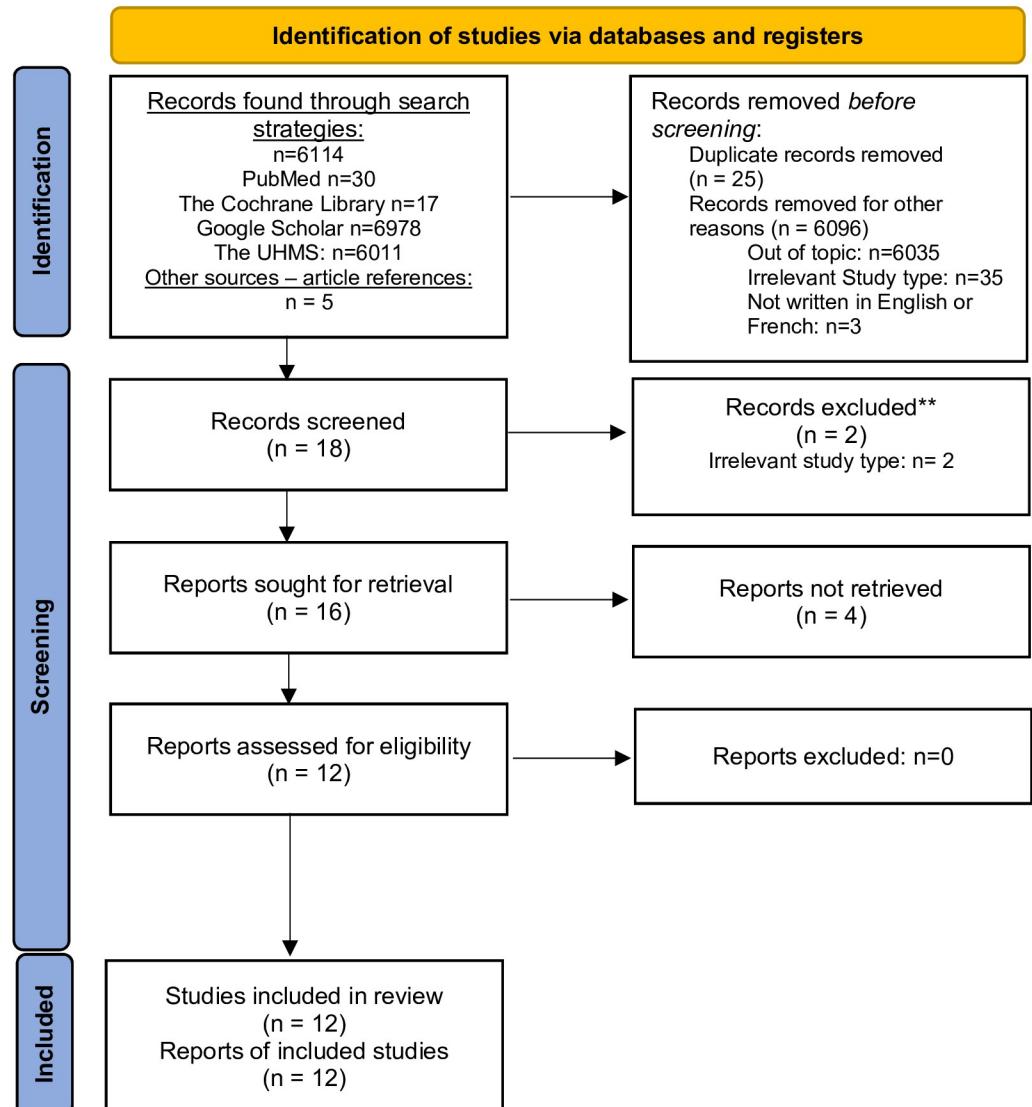 Identification of studies via databases and registers
Identification
Records found through search
strategies:
n=6114
PubMed n=30
The Cochrane Library n=17
Google Scholar n=6978
The UHMS: n=6011
Other sources – article references:
n = 5
Records removed before
screening:
Duplicate records removed
(n = 25)
Records removed for other
reasons (n = 6096)
Out of topic: n=6035
Irrelevant Study type: n=35
Not written in English or
French: n=3
Screening
Records screened
(n = 18)
Records excluded**
(n = 2)
Irrelevant study type: n= 2
Reports sought for retrieval
(n = 16)
Reports not retrieved
(n = 4)
Reports assessed for eligibility
(n = 12)
Reports excluded: n=0
Included
Studies included in review
(n = 12)
Reports of included studies
(n = 12)